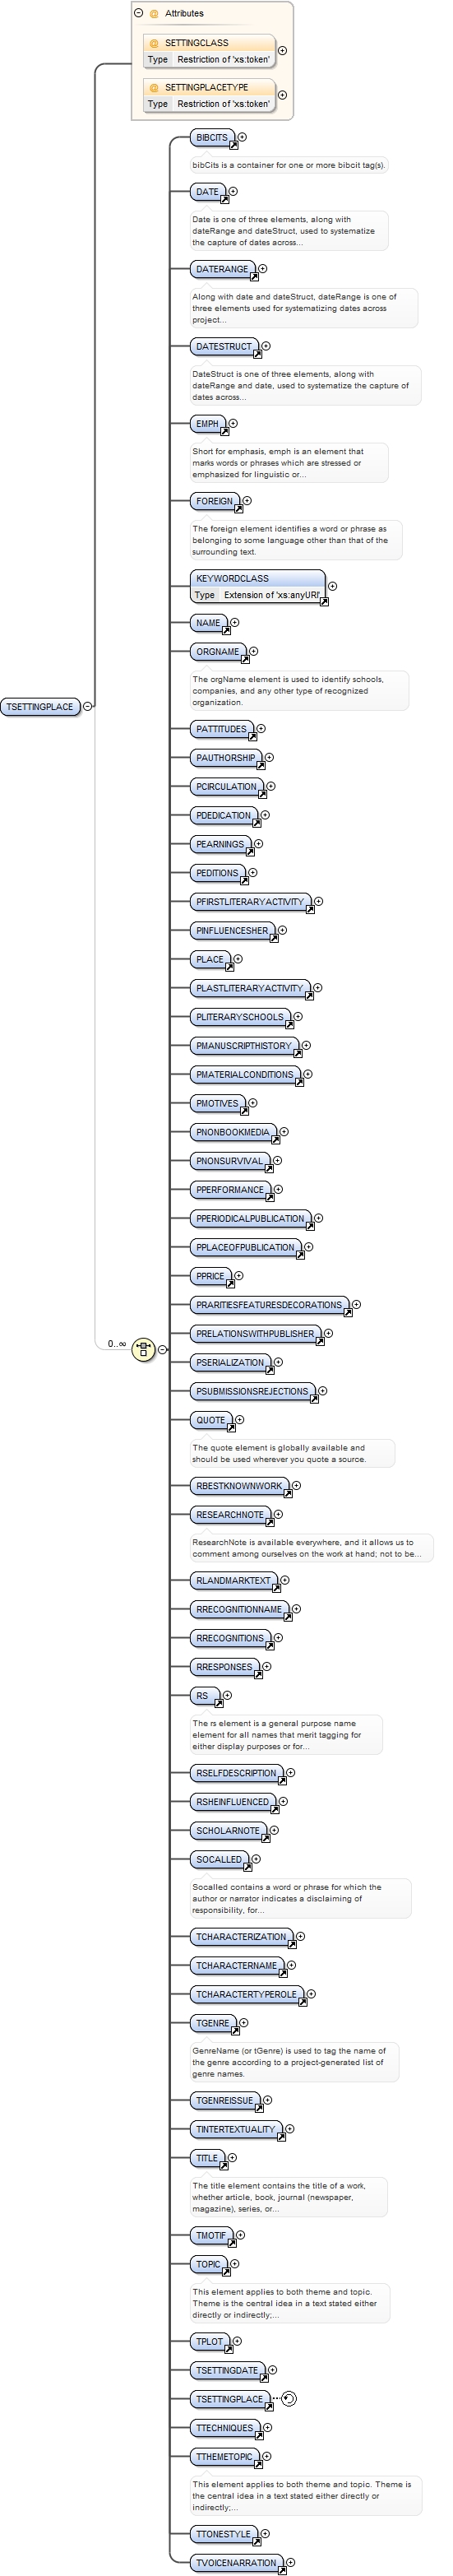 Attributes
@ SETTINGCLASS
Type Restriction of 'xs:token'
@ SETTINGPLACETYPE
Type Restriction of 'xs:token'
BIBCITS
bibCits is a container for one or more bibcit tag(s).
DATE
Date is one of three elements, along with
dateRange and dateStruct, used to systematize
the capture of dates across...
DATERANGE
Along with date and dateStruct, dateRange is one of
three elements used for systematizing dates across
project...
DATESTRUCT
DateStruct is one of three elements, along with
dateRange and date, used to systematize the capture of
dates across...
EMPH
Short for emphasis, emph is an element that
marks words or phrases which are stressed or
emphasized for linguistic or...
FOREIGN
The foreign element identifies a word or phrase as
belonging to some language other than that of the
surrounding text.
KEYWORDCLASS
Type Extension of 'xs:anyURI'
NAME
ORGNAME
The orgName element is used to identify schools,
companies, and any other type of recognized
organization.
TSETTINGPLACE
PATTITUDES
PAUTHORSHIP
PCIRCULATION
PDEDICATION
PEARNINGS
PEDITIONS
PFIRSTLITERARYACTIVITY
PINFLUENCESHER
PLACE
PLASTLITERARYACTIVITY
PLITERARYSCHOOLS
PMANUSCRIPTHISTORY
PMATERIALCONDITIONS
PMOTIVES
PNONBOOKMEDIA
PNONSURVIVAL
PPERFORMANCE
PPERIODICALPUBLICATION
PPLACEOFPUBLICATION
PPRICE
PRARITIESFEATURESDECORATIONS
PRELATIONSWITHPUBLISHER
0..∞
PSERIALIZATION
PSUBMISSIONSREJECTIONS
QUOTE
The quote element is globally available and
should be used wherever you quote a source.
RBESTKNOWNWORK
RESEARCHNOTE
ResearchNote is available everywhere, and it allows us to
comment among ourselves on the work at hand; not to be...
RLANDMARKTEXT
RRECOGNITIONNAME
RRECOGNITIONS
RRESPONSES
RS
The rs element is a general purpose name
element for all names that merit tagging for
either display purposes or for...
RSELFDESCRIPTION
RSHEINFLUENCED
SCHOLARNOTE
SOCALLED
Socalled contains a word or phrase for which the
author or narrator indicates a disclaiming of
responsibility, for...
TCHARACTERIZATION
TCHARACTERNAME
TCHARACTERTYPEROLE
TGENRE
GenreName (or tGenre) is used to tag the name of
the genre according to a project-generated list of
genre names.
TGENREISSUE
TINTERTEXTUALITY
TITLE
The title element contains the title of a work,
whether article, book, journal (newspaper,
magazine), series, or...
TMOTIF
TOPIC
This element applies to both theme and topic.
Theme is the central idea in a text stated either
directly or indirectly;...
TPLOT
TSETTINGDATE
TSETTINGPLACE
TTECHNIQUES
TTHEMETOPIC
This element applies to both theme and topic. Theme is
the central idea in a text stated either directly or
indirectly;...
TTONESTYLE
TVOICENARRATION